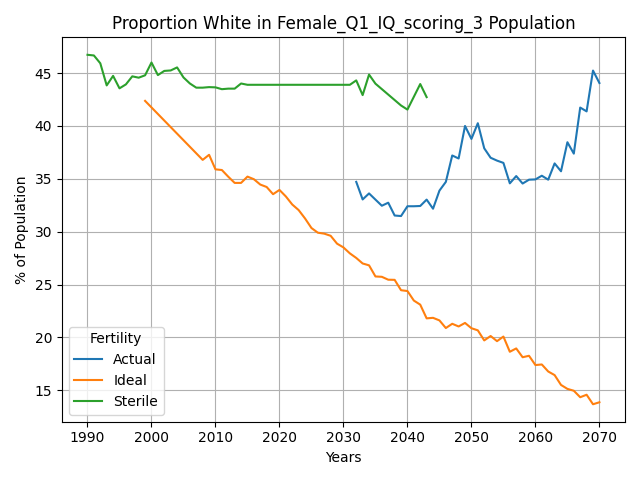 Proportion White in Female_Q1_IQ_scoring_3 Population
% of Population
45
40
35
30
25
20
15
Fertility
Actual
Ideal
Sterile
1990 2000 2010 2020 2030 2040 2050 2060 2070
Years